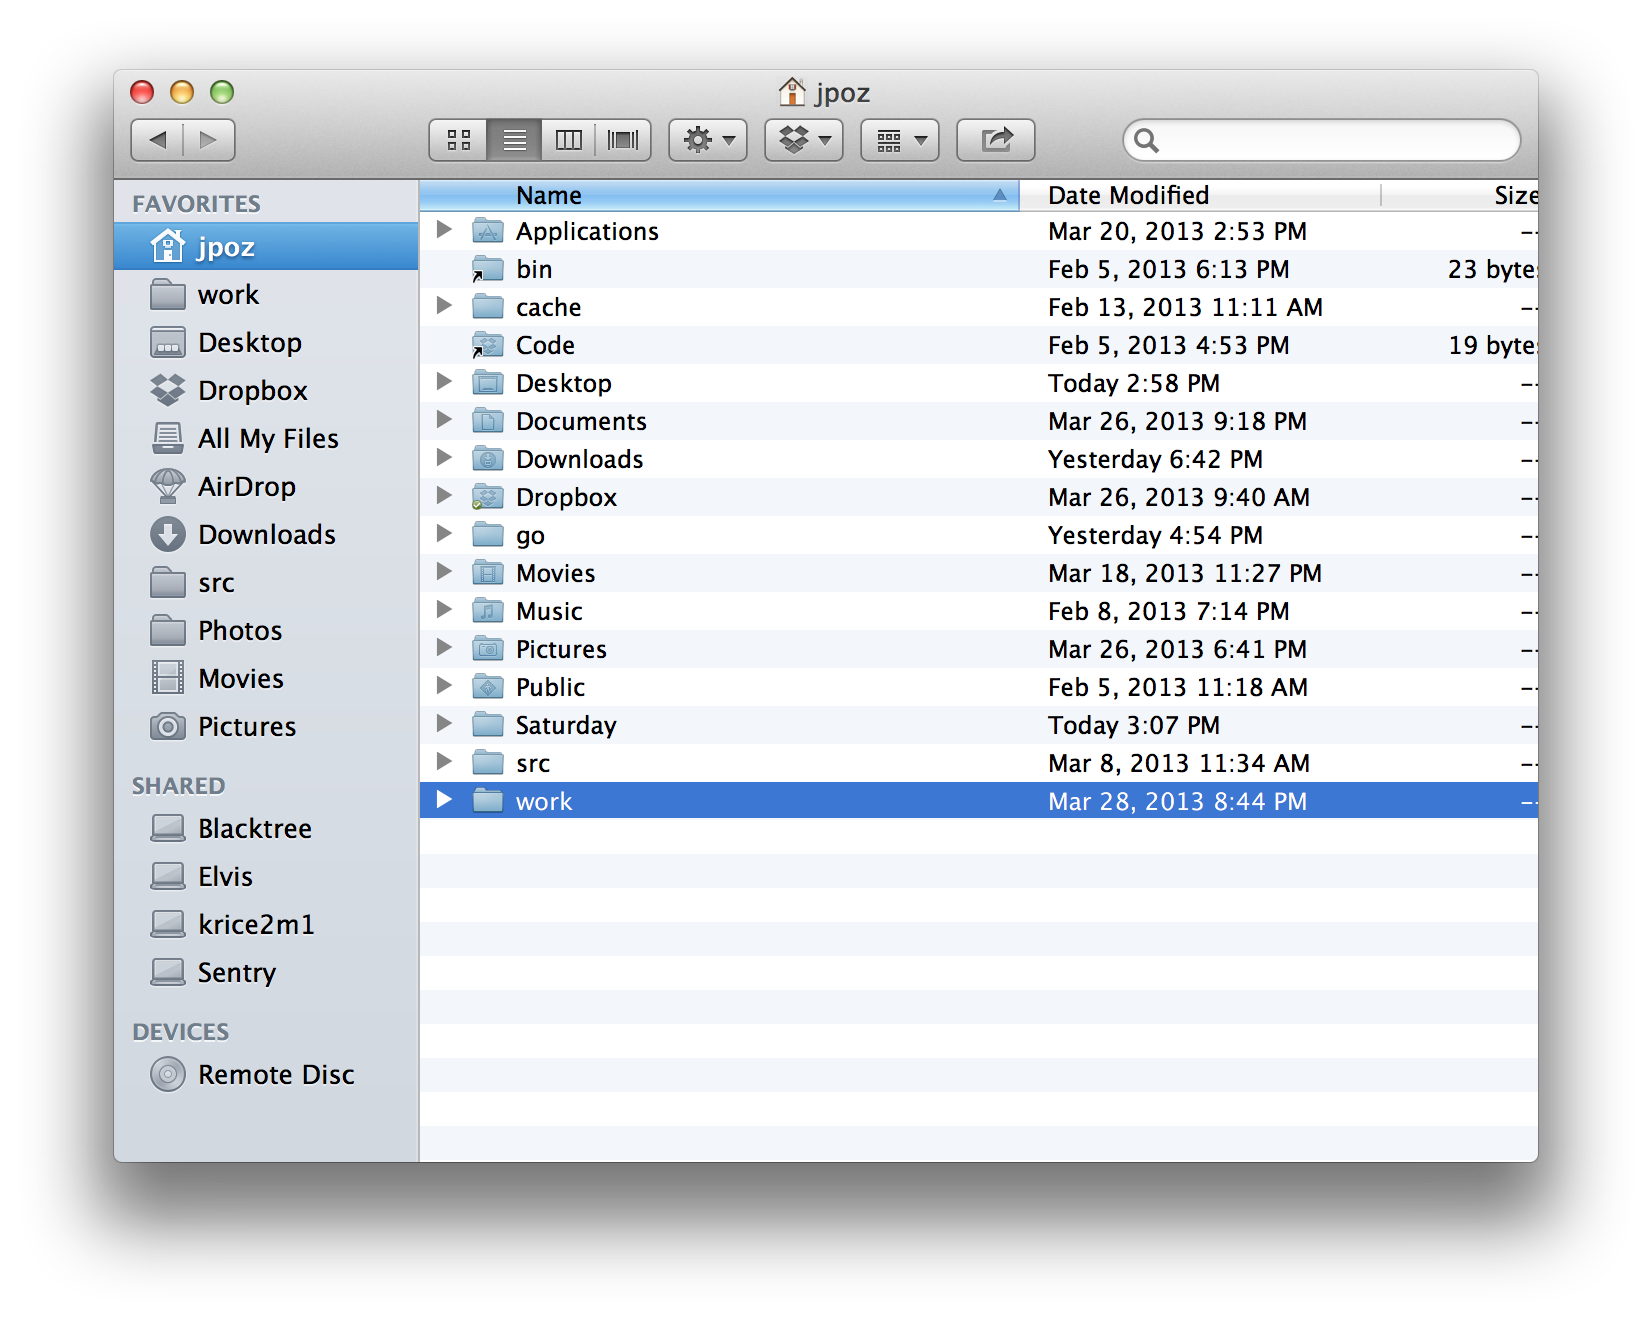 jpoz
FAVORITES
jpoz
work
Desktop
Dropbox
All My Files
AirDrop
Downloads
src
Photos
Movies
Pictures
SHARED
Blacktree
Elvis
krice2m1
Sentry
DEVICES
Remote Disc
Name Date Modified Size
Applications Mar 20, 2013 2:53 PM --
bin Feb 5, 2013 6:13 PM 23 bytes
cache Feb 13, 2013 11:11 AM --
Code Feb 5, 2013 4:53 PM 19 bytes
Desktop Today 2:58 PM --
Documents Mar 26, 2013 9:18 PM --
Downloads Yesterday 6:42 PM --
Dropbox Mar 26, 2013 9:40 AM --
go Yesterday 4:54 PM --
Movies Mar 18, 2013 11:27 PM --
Music Feb 8, 2013 7:14 PM --
Pictures Mar 26, 2013 6:41 PM --
Public Feb 5, 2013 11:18 AM --
Saturday Today 3:07 PM --
src Mar 8, 2013 11:34 AM --
work Mar 28, 2013 8:44 PM --